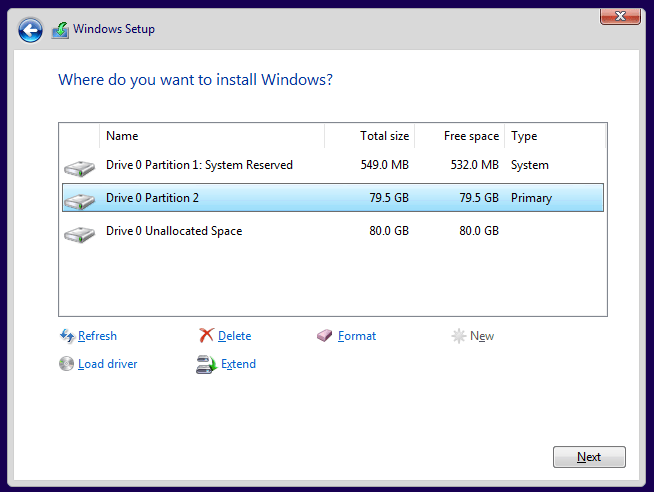 Windows Setup
Where do you want to install Windows?
Name Total size Free space Type
Drive 0 Partition 1: System Reserved 549.0 MB 532.0 MB System
Drive 0 Partition 2 79.5 GB 79.5 GB Primary
Drive 0 Unallocated Space 80.0 GB 80.0 GB
Refresh Delete Format New
Load driver Extend
Next